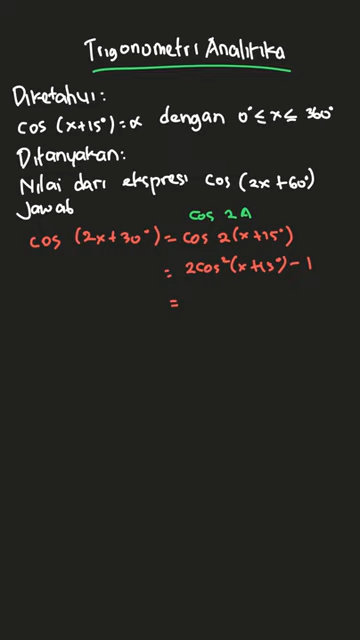 Trigonometri Analitika
Diketahui:
cos (x+15°) = α dengan 0° ≤ x ≤ 360°
Ditanyakan:
Nilai dari ekspresi cos (2x+60°)
Jawab
cos 2A
cos (2x+30°) = cos 2(x+15°)
= 2cos²(x+15°) - 1
=